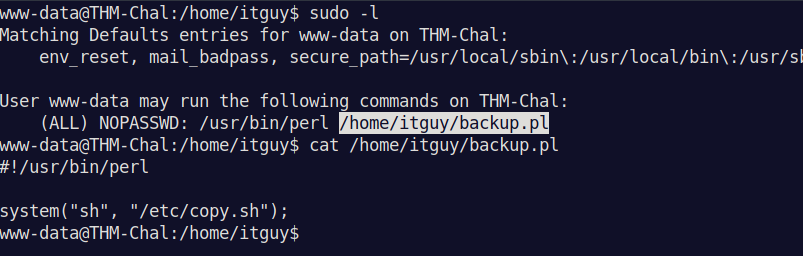 www-data@THM-Chal:/home/itguy$ sudo -l
Matching Defaults entries for www-data on THM-Chal:
    env_reset, mail_badpass, secure_path=/usr/local/sbin\:/usr/local/bin\:/usr/sb
User www-data may run the following commands on THM-Chal:
    (ALL) NOPASSWD: /usr/bin/perl /home/itguy/backup.pl
www-data@THM-Chal:/home/itguy$ cat /home/itguy/backup.pl
#!/usr/bin/perl
system("sh", "/etc/copy.sh");
www-data@THM-Chal:/home/itguy$